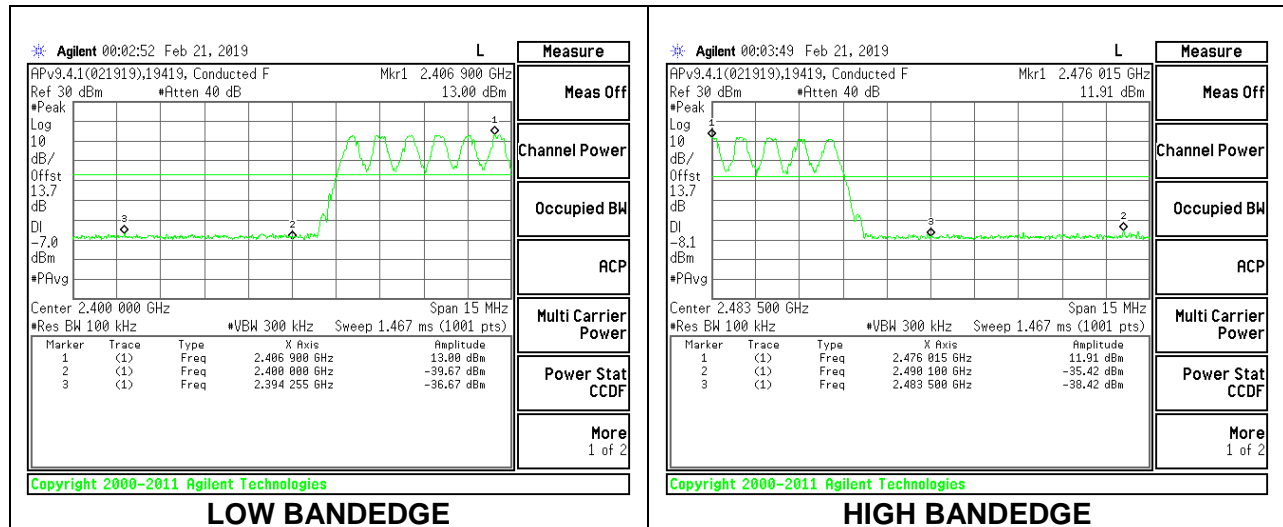 Agilent 00:02:52 Feb 21, 2019 L
Measure
APv9.4.1(021919),19419, Conducted F Mkr1 2.406 900 GHz
Ref 30 dBm #Atten 40 dB 13.00 dBm
Meas Off
#Peak
Log
10
dB/
Offst
13.7
dB
DI
-7.0
dBm
#PAvg
1
2
3
Channel Power
Occupied BW
ACP
Center 2.400 000 GHz Span 15 MHz
#Res BW 100 kHz #VBW 300 kHz Sweep 1.467 ms (1001 pts)
Multi Carrier
Power
Marker Trace Type X Axis Amplitude
1 (1) Freq 2.406 900 GHz 13.00 dBm
2 (1) Freq 2.400 000 GHz -39.67 dBm
3 (1) Freq 2.394 255 GHz -36.67 dBm
Power Stat
CCDF
More
1 of 2
Copyright 2000-2011 Agilent Technologies
LOW BANDEDGE
Agilent 00:03:49 Feb 21, 2019 L
Measure
APv9.4.1(021919),19419, Conducted F Mkr1 2.476 015 GHz
Ref 30 dBm #Atten 40 dB 11.91 dBm
Meas Off
#Peak
Log
10
dB/
Offst
13.7
dB
DI
-8.1
dBm
#PAvg
1
2
3
Channel Power
Occupied BW
ACP
Center 2.483 500 GHz Span 15 MHz
#Res BW 100 kHz #VBW 300 kHz Sweep 1.467 ms (1001 pts)
Multi Carrier
Power
Marker Trace Type X Axis Amplitude
1 (1) Freq 2.476 015 GHz 11.91 dBm
2 (1) Freq 2.490 100 GHz -35.42 dBm
3 (1) Freq 2.483 500 GHz -38.42 dBm
Power Stat
CCDF
More
1 of 2
Copyright 2000-2011 Agilent Technologies
HIGH BANDEDGE